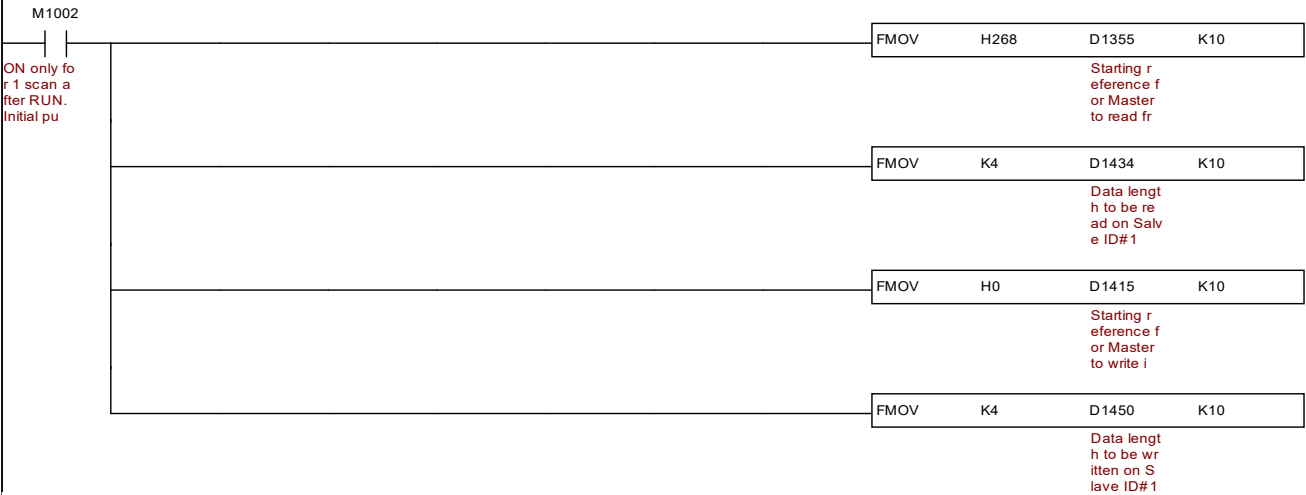 M1002
FMOV H268 D1355 K10
ON only fo
r 1 scan a
fter RUN.
Initial pu
Starting r
eference f
or Master
to read fr
FMOV K4 D1434 K10
Data lengt
h to be re
ad on Salv
e ID#1
FMOV H0 D1415 K10
Starting r
eference f
or Master
to write i
FMOV K4 D1450 K10
Data lengt
h to be wr
itten on S
lave ID#1